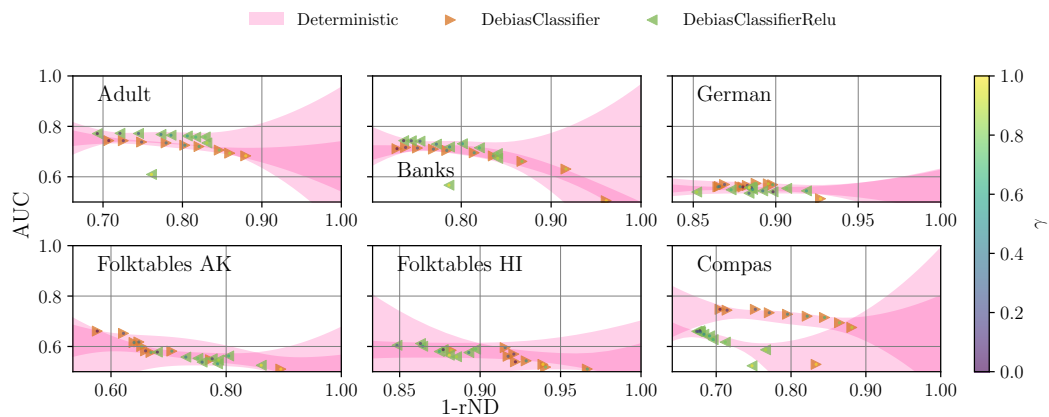 Deterministic DebiasClassifier DebiasClassifierRelu
AUC
1.0
0.8
0.6
Adult
0.70 0.80 0.90 1.00
Banks
0.80 0.90 1.00
German
0.85 0.90 0.95 1.00
1.0
0.8
0.6
Folktables AK
0.60 0.80 1.00
Folktables HI
0.85 0.90 0.95 1.00
Compas
0.70 0.80 0.90 1.00
1-rND
1.0
0.8
0.6
0.4
0.2
0.0
γ